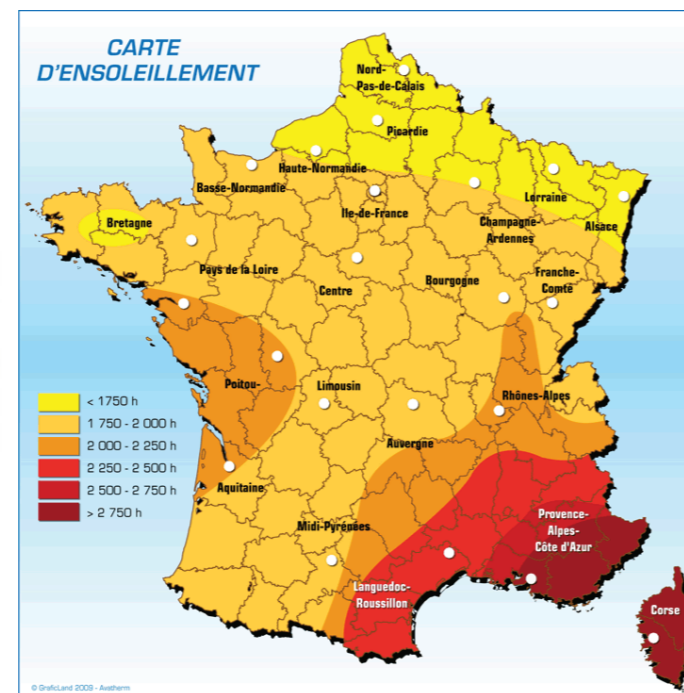 CARTE
D'ENSOLEILLEMENT
Nord-
Pas-de-Calais
Picardie
Haute-Normandie
Basse-Normandie
Lorraine
Ile-de-France
Bretagne
Champagne-
Ardennes
Alsace
Pays de la Loire
Centre
Bourgogne
Franche-
Comté
Poitou-
Limousin
Rhônes-Alpes
< 1750 h
1 750 - 2 000 h
2 000 - 2 250 h
2 250 - 2 500 h
2 500 - 2 750 h
> 2 750 h
Auvergne
Aquitaine
Midi-Pyrénées
Provence-
Alpes-
Côte d'Azur
Languedoc-
Roussillon
Corse
© GraficLand 2009 - Avatherm